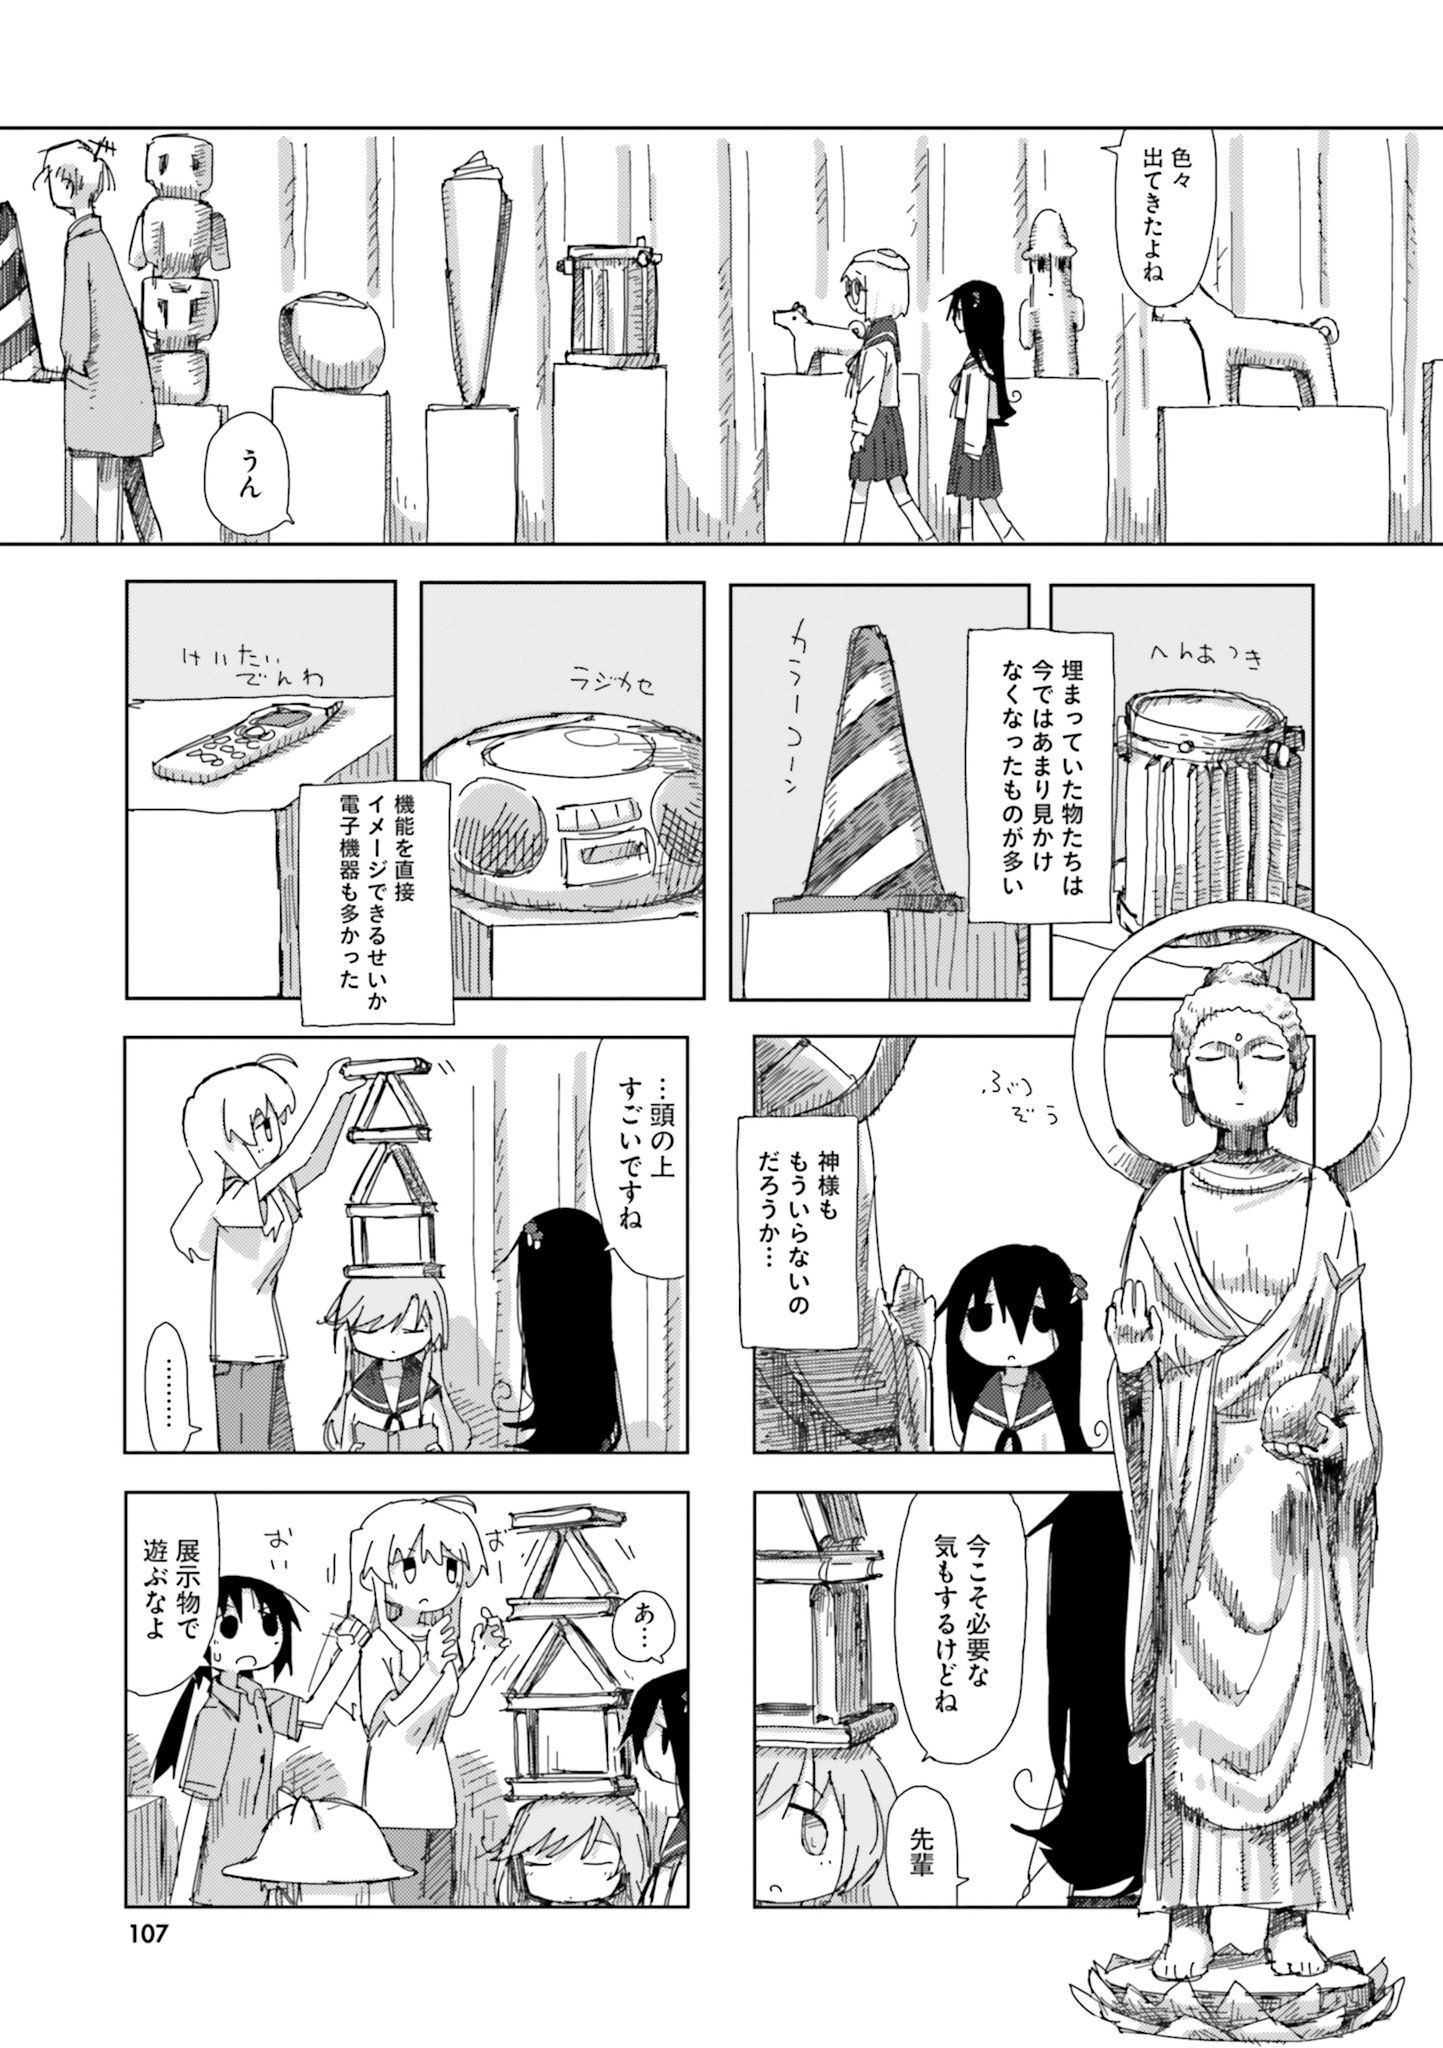 色々
出てきたよね
うん
へんあつき
埋まっていた物たちは
今ではあまり見かけ
なくなったものが多い
カラーコーン
ラジカセ
機能を直接
イメージできるせいか
電子機器も多かった
けいたい
でんわ
ぶつ
ぞう
神様も
もういらないの
だろうか…
…頭の上
すごいですね
………
今こそ必要な
気もするけどね
先輩
あ…
お
おい
展示物で
遊ぶなよ
107